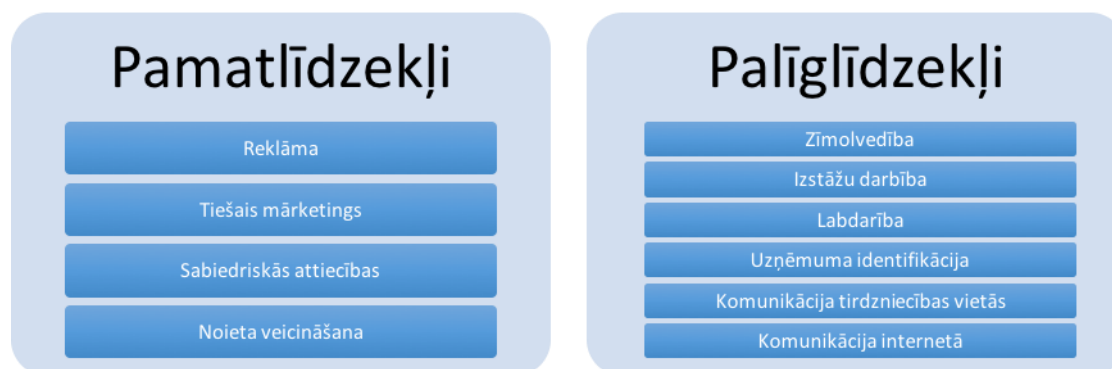 Pamatlīdzekļi
Reklāma
Tiešais mārketings
Sabiedriskās attiecības
Noieta veicināšana
Palīglīdzekļi
Zīmolvedība
Izstāžu darbība
Labdarība
Uzņēmuma identifikācija
Komunikācija tirdzniecības vietās
Komunikācija internetā